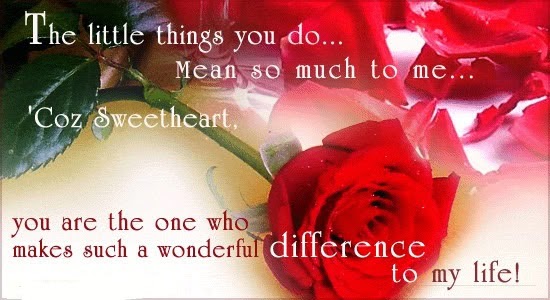 The little things you do...
Mean so much to me...
'Coz Sweetheart,
you are the one who
makes such a wonderful difference
to my life!